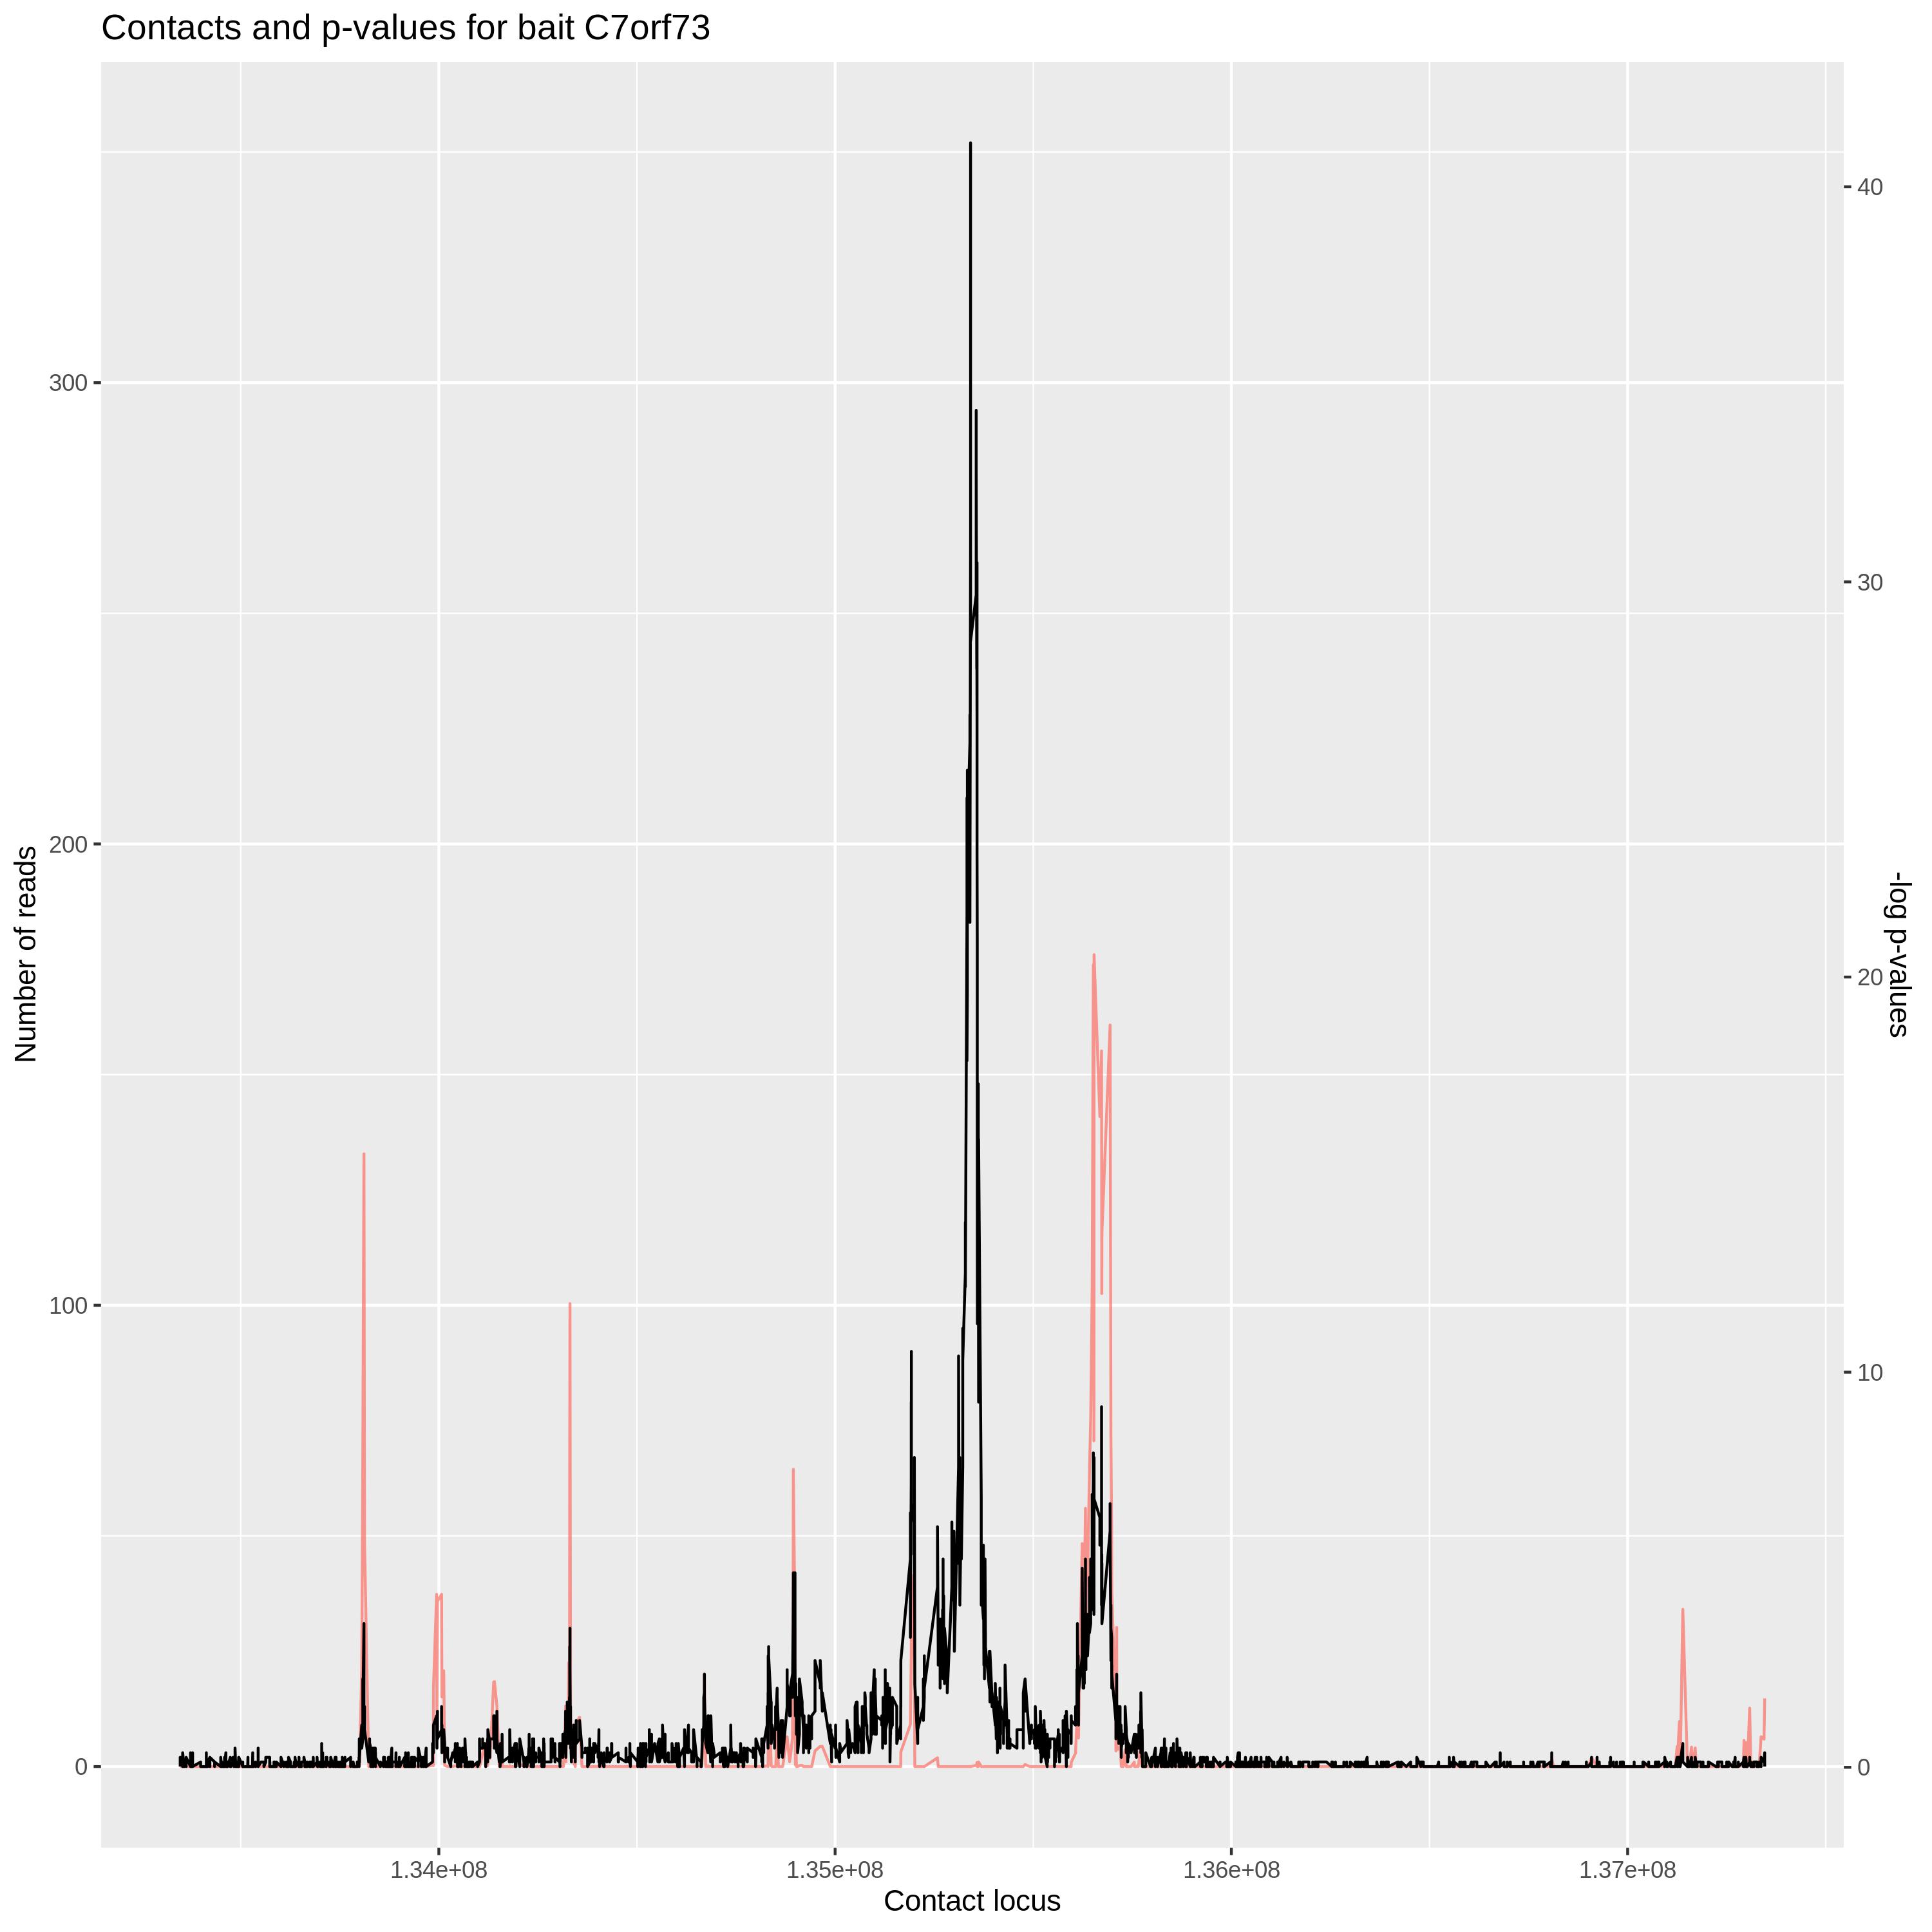 Contacts and p-values for bait C7orf73
Number of reads
300
200
100
0
40
30
20
10
0
-log p-values
1.34e+08 1.35e+08 1.36e+08 1.37e+08
Contact locus